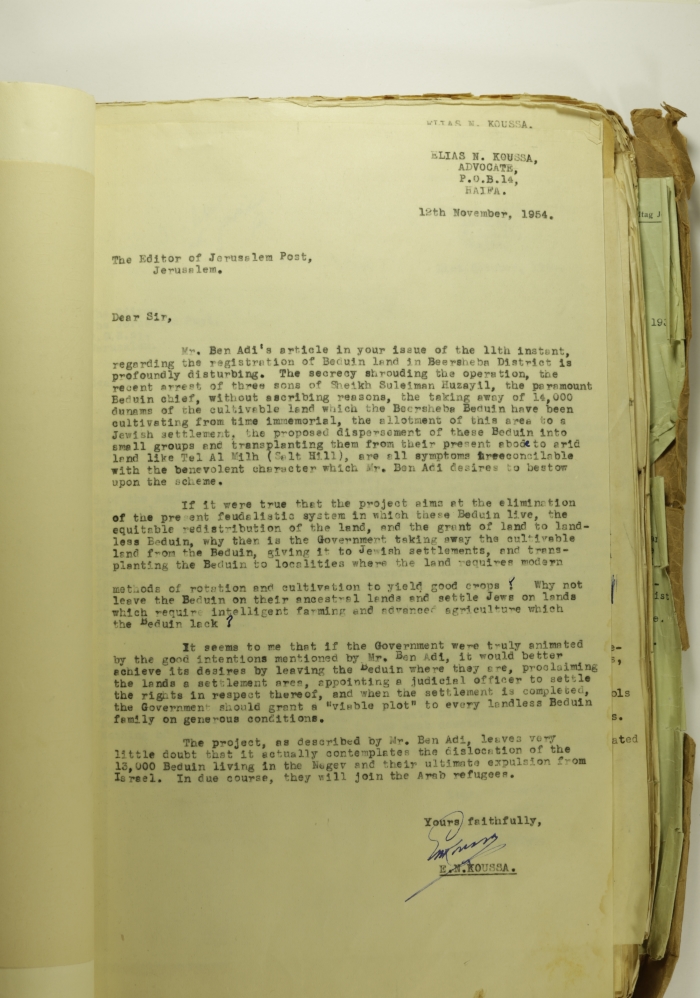 ELIAS N. KOUSSA.
ELIAS N. KOUSSA,
ADVOCATE,
P.O.B.14,
HAIFA.
12th November, 1954.
The Editor of Jerusalem Post,
Jerusalem.
Dear Sir,
Mr. Ben Adi's article in your issue of the 11th instant,
regarding the registration of Beduin land in Beersheba District is
profoundly disturbing. The secrecy shrouding the operation, the
recent arrest of three sons of Sheikh Suleiman Huzayil, the paramount
Beduin chief, without ascribing reasons, the taking away of 14,000
dunams of the cultivable land which the Beersheba Beduin have been
cultivating from time immemorial, the allotment of this area to a
Jewish settlement, the proposed dispersement of these Beduin into
small groups and transplanting them from their present abode to arid
land like Tel Al Milh (Salt Hill), are all symptoms irreconcilable
with the benevolent character which Mr. Ben Adi desires to bestow
upon the scheme.
If it were true that the project aims at the elimination
of the present feudalistic system in which these Beduin live, the
equitable redistribution of the land, and the grant of land to land-
less Beduin, why then is the Government taking away the cultivable
land from the Beduin, giving it to Jewish settlements, and trans-
planting the Beduin to localities where the land requires modern
methods of rotation and cultivation to yield good crops ? Why not
leave the Beduin on their ancestral lands and settle Jews on lands
which require intelligent farming and advanced agriculture which
the Beduin lack ?
It seems to me that if the Government were truly animated
by the good intentions mentioned by Mr. Ben Adi, it would better
achieve its desires by leaving the Beduin where they are, proclaiming
the lands a settlement area, appointing a judicial officer to settle
the rights in respect thereof, and when the settlement is completed,
the Government should grant a "viable plot" to every landless Beduin
family on generous conditions.
The project, as described by Mr. Ben Adi, leaves very
little doubt that it actually contemplates the dislocation of the
13,000 Beduin living in the Negev and their ultimate expulsion from
Israel. In due course, they will join the Arab refugees.
Yours faithfully,
E.N.KOUSSA.